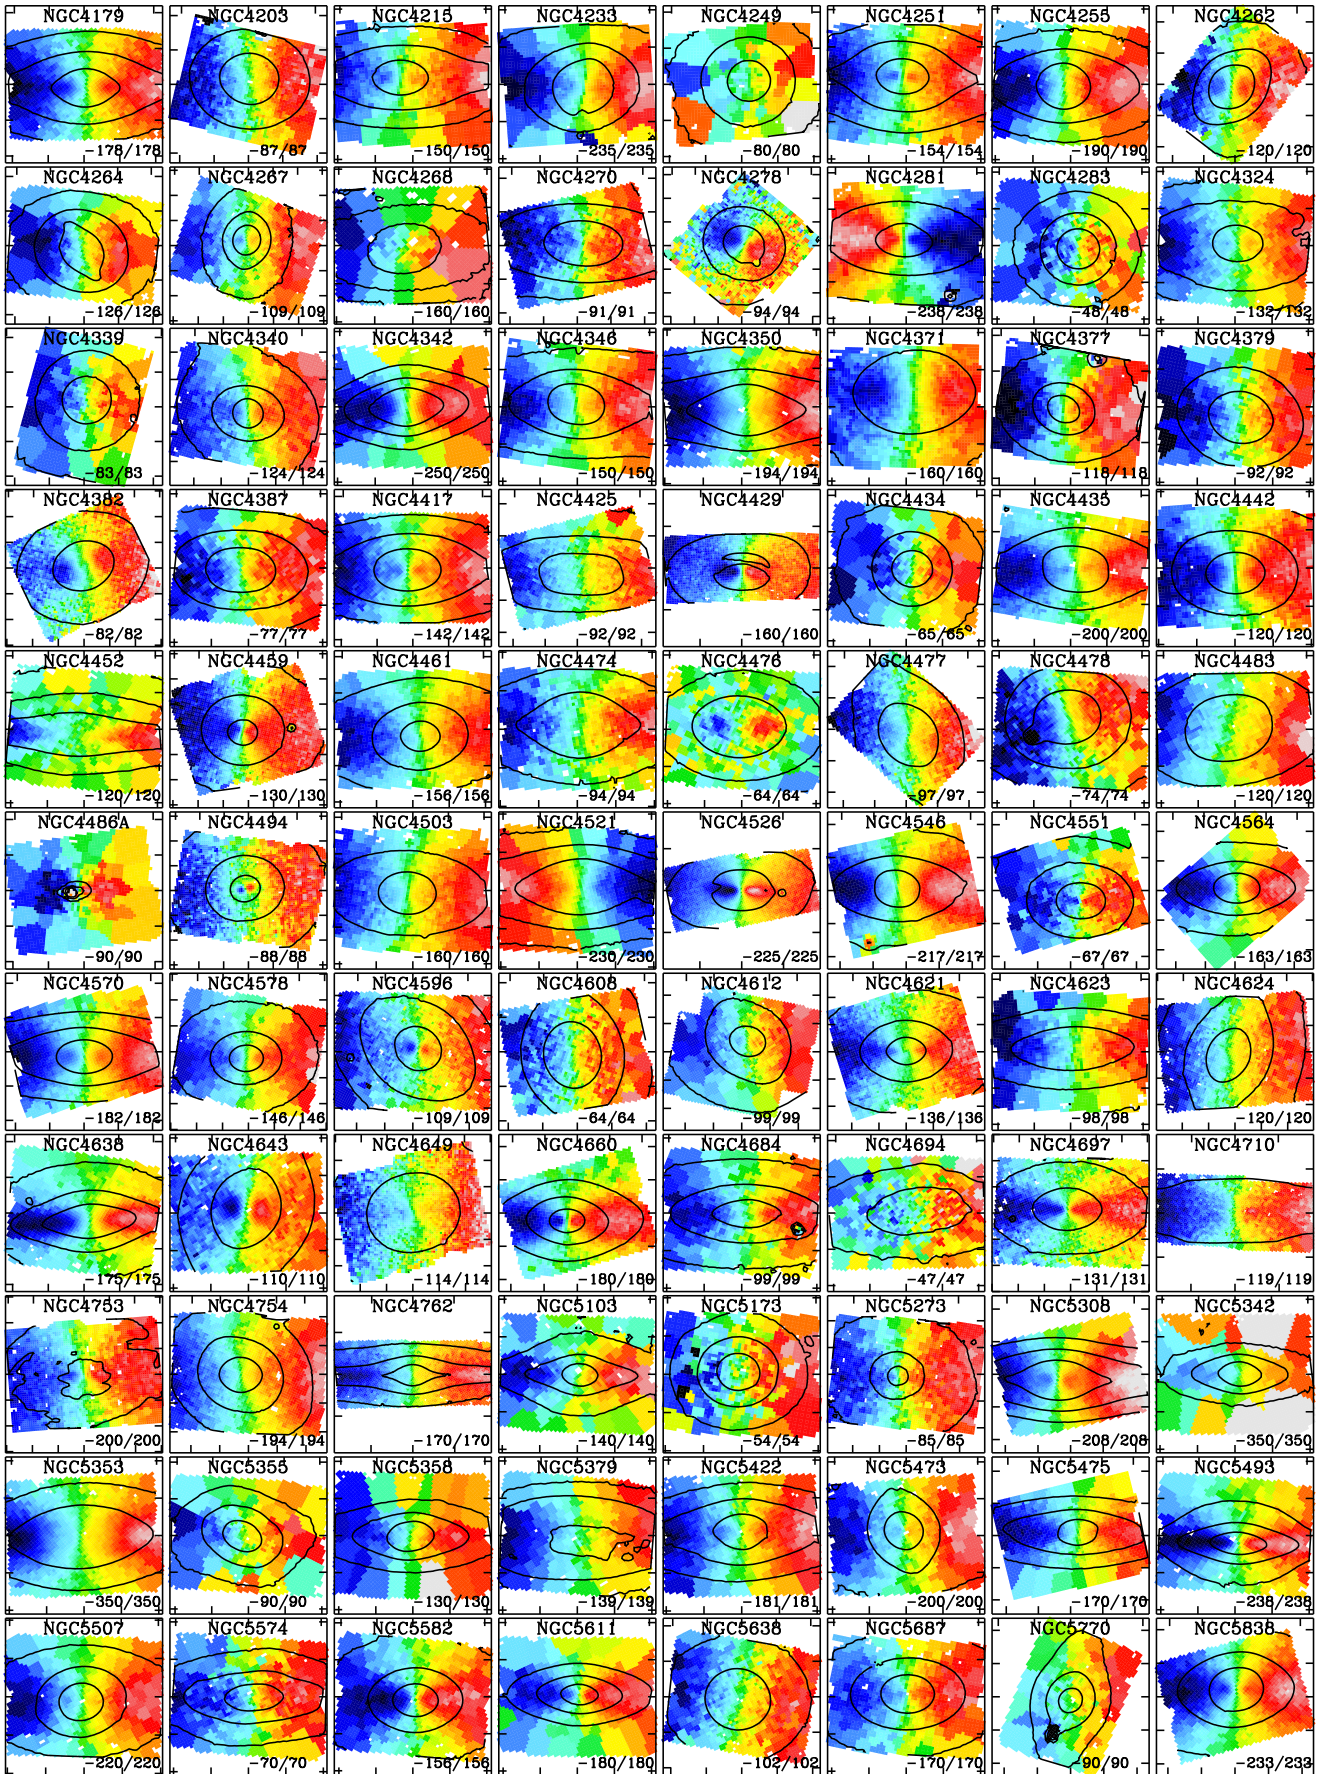 NGC4179 NGC4203 NGC4215 NGC4233 NGC4249 NGC4251 NGC4255 NGC4262
−178/178 −87/87 −150/150 −235/235 −80/80 −154/154 −190/190 −120/120
NGC4264 NGC4267 NGC4268 NGC4270 NGC4278 NGC4281 NGC4283 NGC4324
−126/126 −109/109 −160/160 −91/91 −94/94 −238/238 −48/48 −132/132
NGC4339 NGC4340 NGC4342 NGC4346 NGC4350 NGC4371 NGC4377 NGC4379
−83/83 −124/124 −250/250 −150/150 −194/194 −160/160 −118/118 −92/92
NGC4382 NGC4387 NGC4417 NGC4425 NGC4429 NGC4434 NGC4435 NGC4442
−82/82 −77/77 −142/142 −92/92 −160/160 −65/65 −200/200 −120/120
NGC4452 NGC4459 NGC4461 NGC4474 NGC4476 NGC4477 NGC4478 NGC4483
−120/120 −130/130 −156/156 −94/94 −64/64 −97/97 −74/74 −120/120
NGC4486A NGC4494 NGC4503 NGC4521 NGC4526 NGC4546 NGC4551 NGC4564
−90/90 −88/88 −160/160 −230/230 −225/225 −217/217 −67/67 −163/163
NGC4570 NGC4578 NGC4596 NGC4608 NGC4612 NGC4621 NGC4623 NGC4624
−182/182 −146/146 −109/109 −64/64 −99/99 −136/136 −98/98 −120/120
NGC4638 NGC4643 NGC4649 NGC4660 NGC4684 NGC4694 NGC4697 NGC4710
−175/175 −110/110 −114/114 −180/180 −99/99 −47/47 −131/131 −119/119
NGC4753 NGC4754 NGC4762 NGC5103 NGC5173 NGC5273 NGC5308 NGC5342
−200/200 −194/194 −170/170 −140/140 −54/54 −85/85 −208/208 −350/350
NGC5353 NGC5355 NGC5358 NGC5379 NGC5422 NGC5473 NGC5475 NGC5493
−350/350 −90/90 −130/130 −139/139 −181/181 −200/200 −170/170 −238/238
NGC5507 NGC5574 NGC5582 NGC5611 NGC5638 NGC5687 NGC5770 NGC5838
−220/220 −70/70 −156/156 −180/180 −102/102 −170/170 −90/90 −233/233